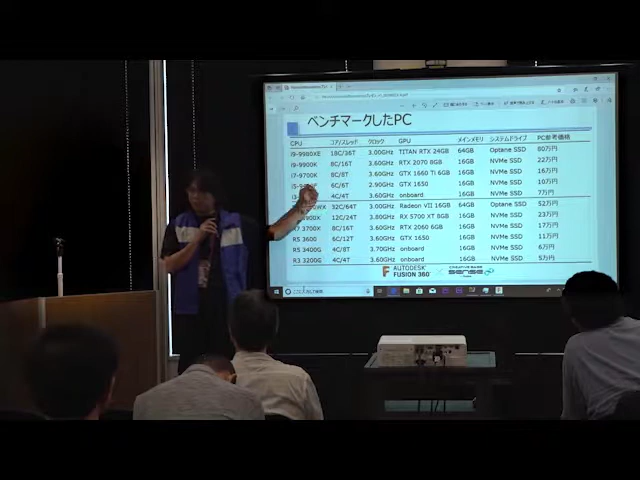 ベンチマークしたPC
CPU コア/スレッド クロック GPU メインメモリ システムドライブ PC参考価格
i9-9980XE 18C/36T 3.00GHz TITAN RTX 24GB 64GB Optane SSD 80万円
i9-9900K 8C/16T 3.60GHz RTX 2070 8GB 16GB NVMe SSD 22万円
i7-9700K 8C/8T 3.60GHz GTX 1660 Ti 6GB 16GB NVMe SSD 16万円
6C/6T 2.90GHz GTX 1650 16GB NVMe SSD 10万円
4C/4T 3.60GHz onboard 16GB NVMe SSD 7万円
32C/64T 3.00GHz Radeon VII 16GB 64GB Optane SSD 52万円
12C/24T 3.80GHz RX 5700 XT 8GB 16GB NVMe SSD 23万円
R7 3700X 8C/16T 3.60GHz RTX 2060 6GB 16GB NVMe SSD 17万円
R5 3600 6C/12T 3.60GHz GTX 1650 16GB NVMe SSD 11万円
R5 3400G 4C/8T 3.70GHz onboard 16GB NVMe SSD 6万円
R3 3200G 4C/4T 3.60GHz onboard 16GB NVMe SSD 5万円
F AUTODESK FUSION 360 × CREATIVE BASE SENSE